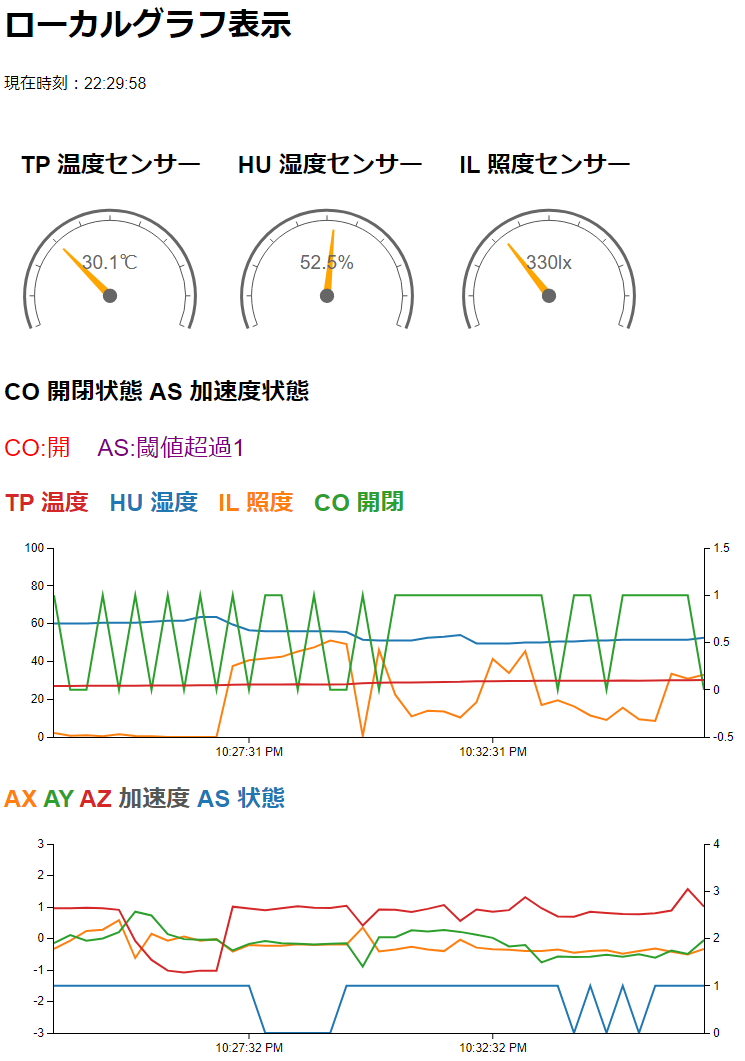 ローカルグラフ表示
現在時刻：22:29:58
TP 温度センサー HU 湿度センサー IL 照度センサー
30.1℃ 52.5% 330lx
CO 開閉状態 AS 加速度状態
CO:開 AS:閾値超過1
TP 温度 HU 湿度 IL 照度 CO 開閉
100 1.5
80 1
60 0.5
40 0
20 -0.5
0
10:27:31 PM 10:32:31 PM
AX AY AZ 加速度 AS 状態
3 4
2 3
1 2
0 1
-1 0
-2
-3
10:27:32 PM 10:32:32 PM